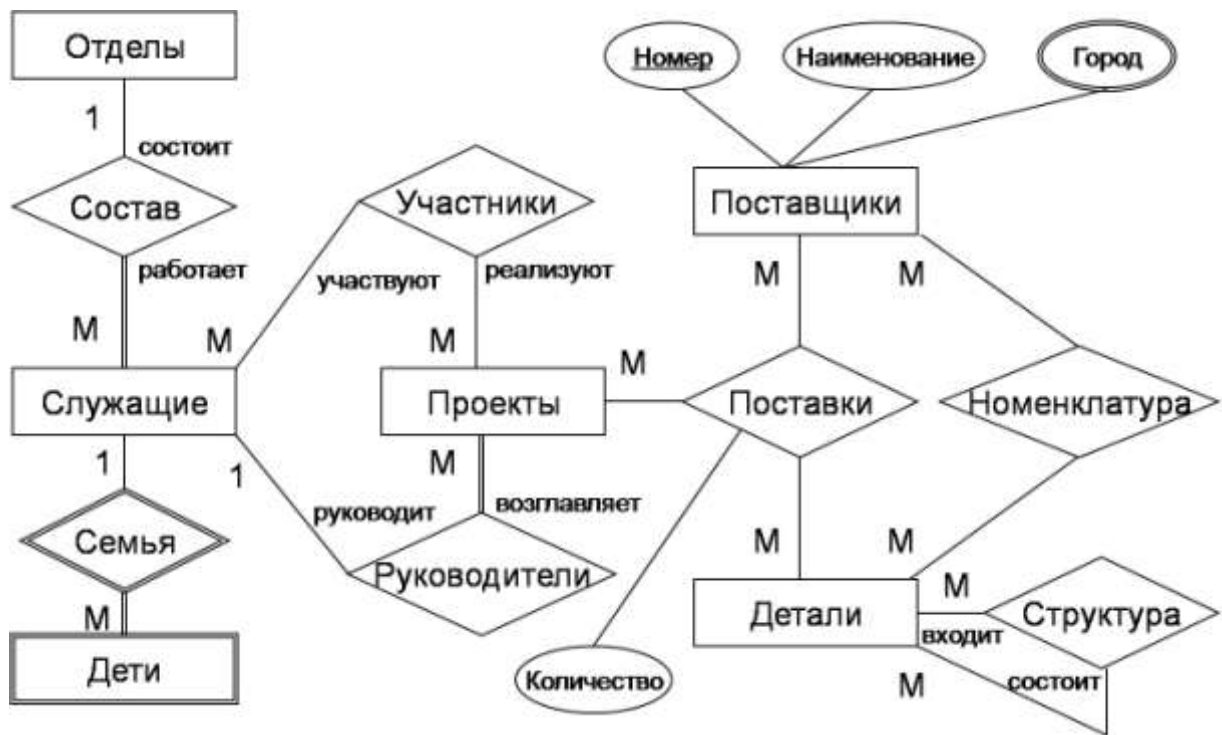 Отделы
Номер
Наименование
Город
1
состоит
Состав
Участники
Поставщики
работает
участвуют
реализуют
М
М
М
М
М
М
Служащие
Проекты
Поставки
Номенклатура
1
1
М
руководит
возглавляет
Семья
Руководители
М
М
М
М
Дети
Детали
входит
Структура
Количество
М
состоит